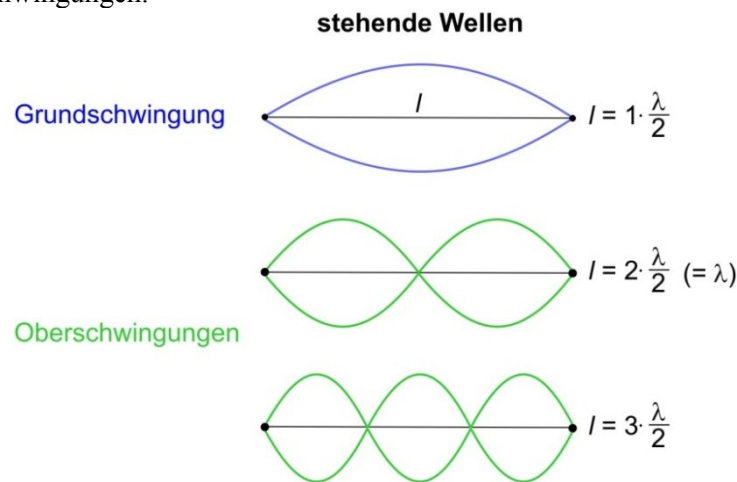 stehende Wellen
Grundschwingung
l
l = 1· λ/2
l = 2· λ/2 (= λ)
Oberschwingungen
l = 3· λ/2